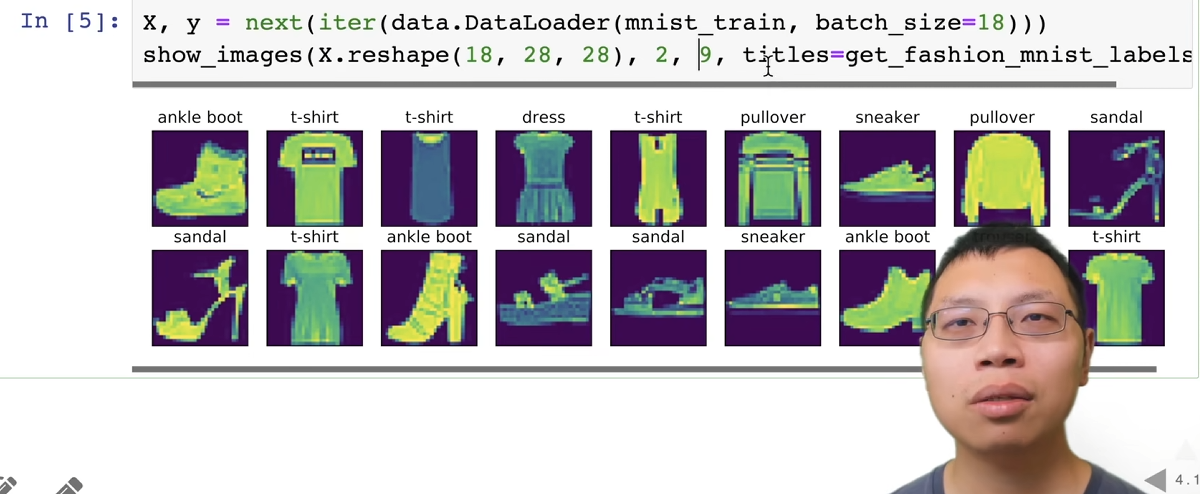 In [5]: X, y = next(iter(data.DataLoader(mnist_train, batch_size=18)))
show_images(X.reshape(18, 28, 28), 2, 9, titles=get_fashion_mnist_labels
ankle boot t-shirt t-shirt dress t-shirt pullover sneaker pullover sandal
sandal t-shirt ankle boot sandal sandal sneaker ankle boot t-shirt
4.1